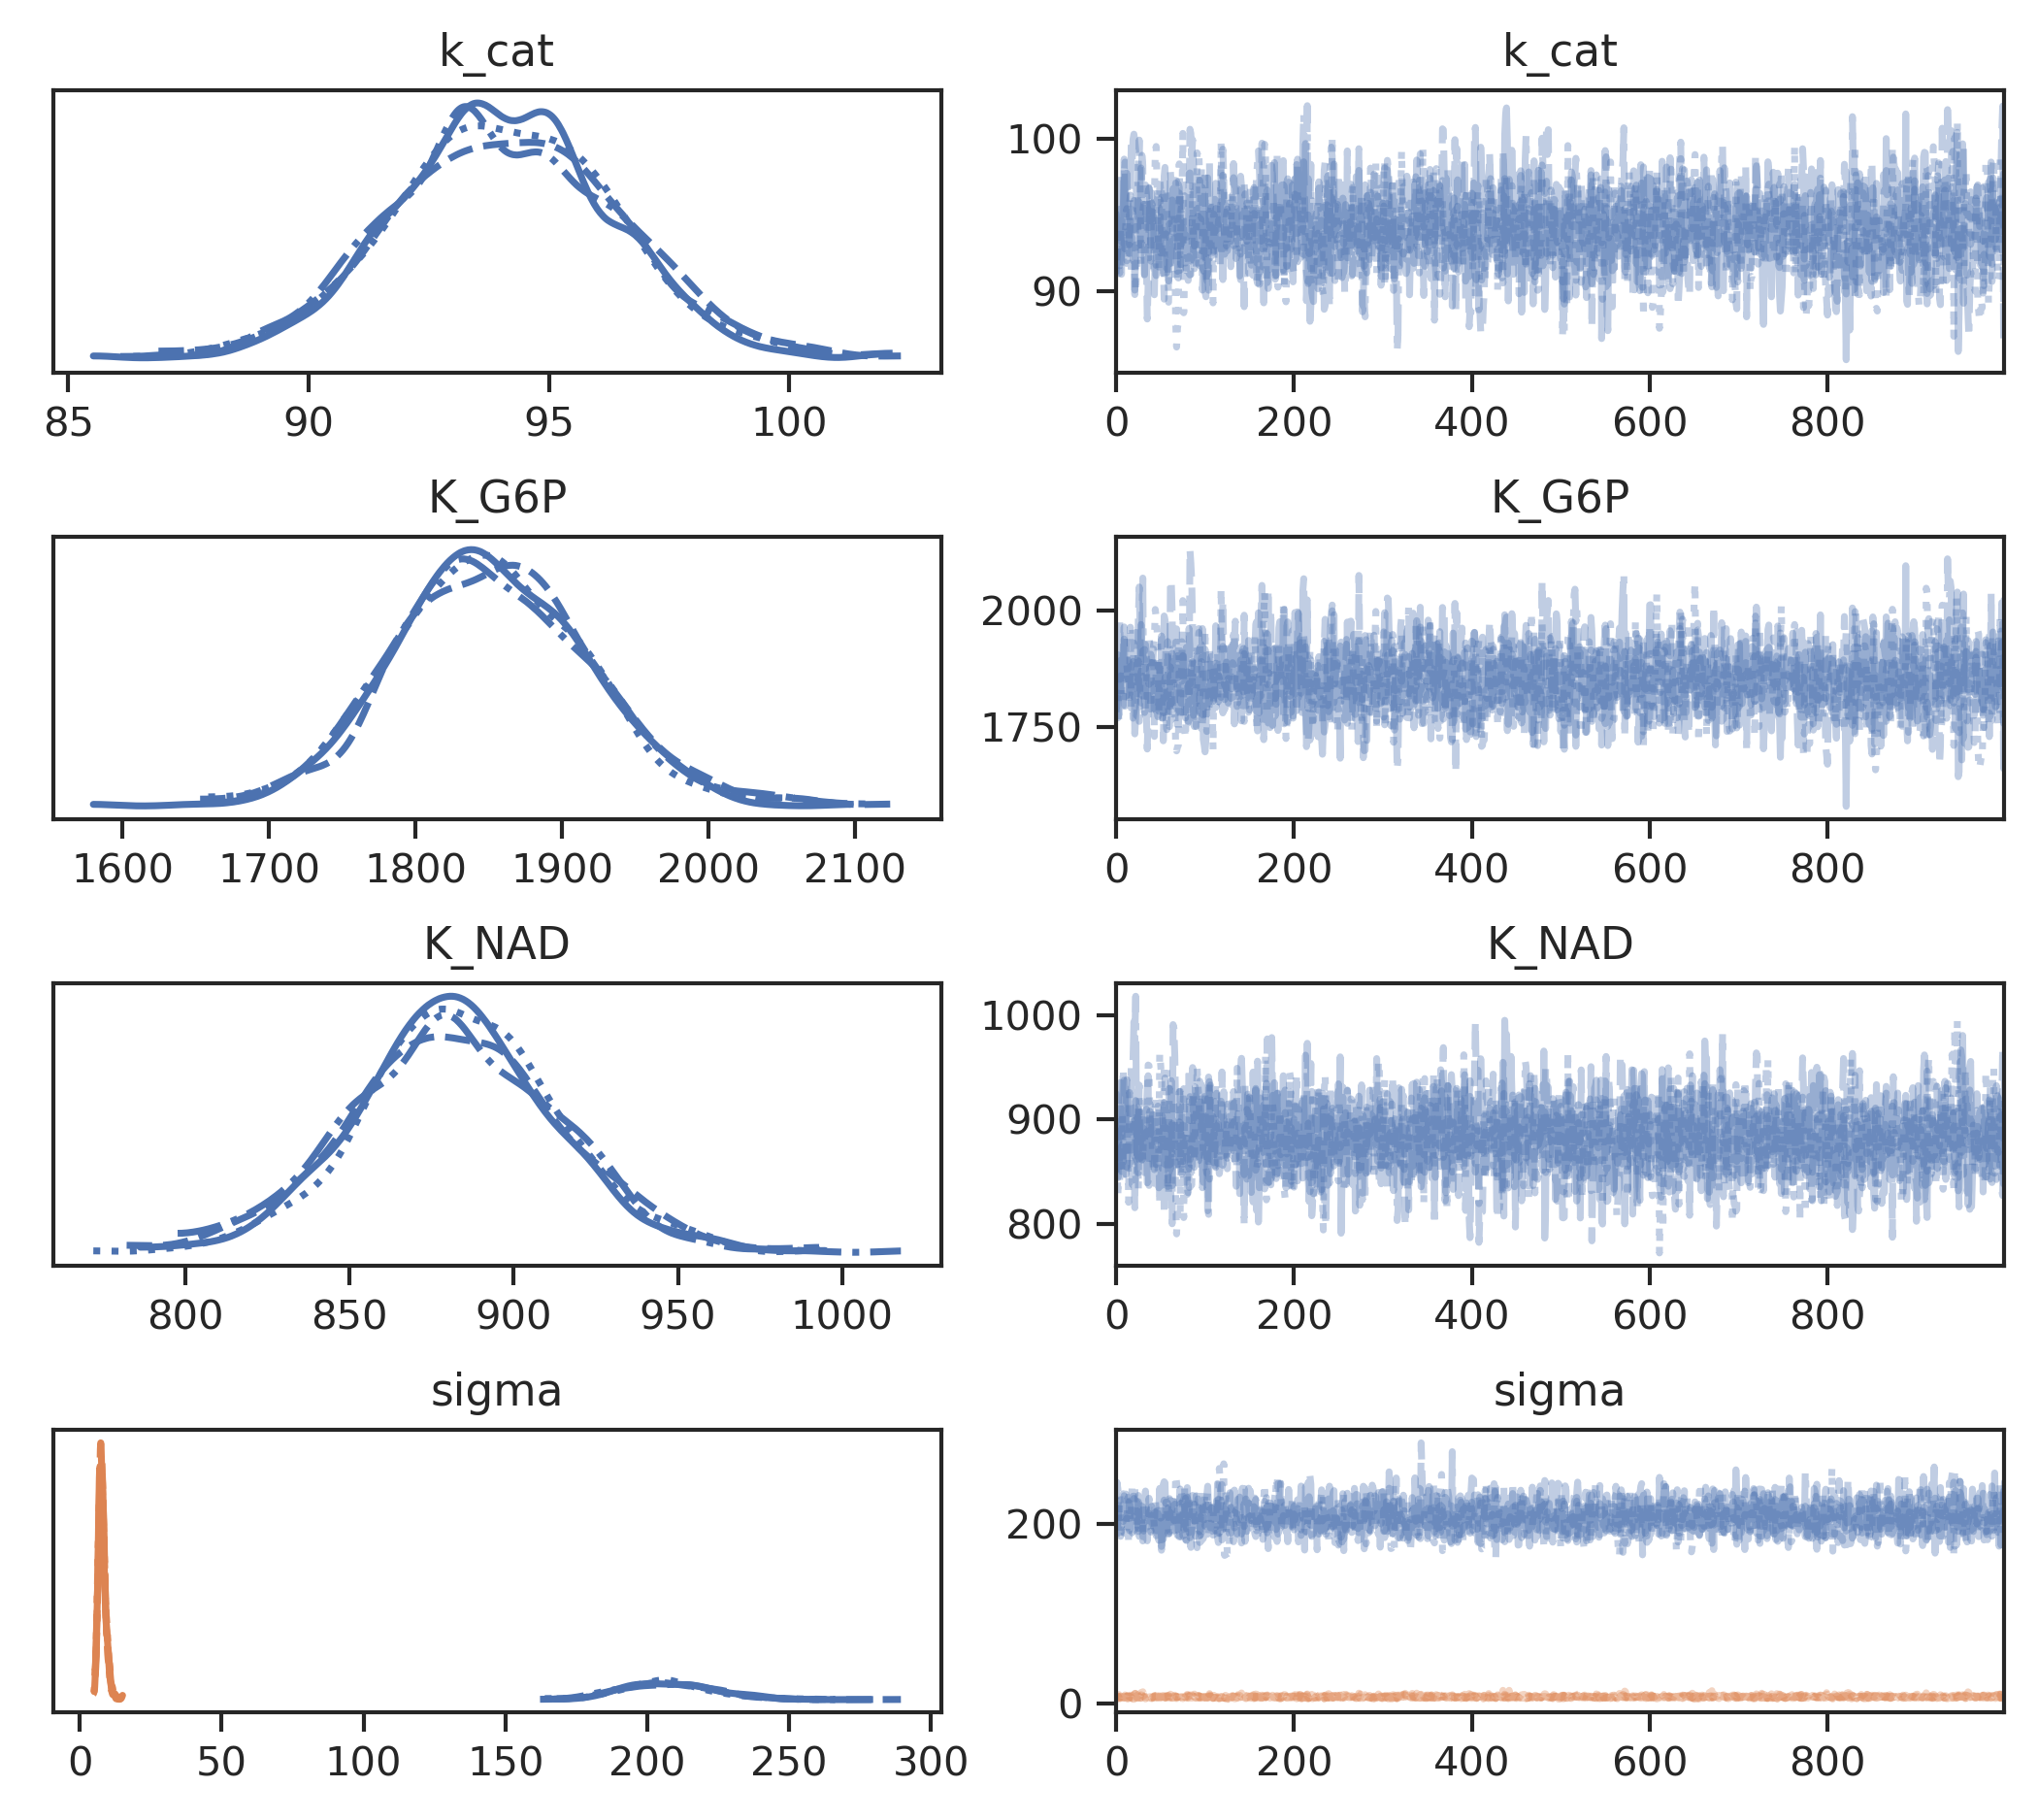 k_cat k_cat
100
90
85 90 95 100 0 200 400 600 800
K_G6P K_G6P
2000
1750
1600 1700 1800 1900 2000 2100 0 200 400 600 800
K_NAD K_NAD
1000
900
800
800 850 900 950 1000 0 200 400 600 800
sigma sigma
200
0
0 50 100 150 200 250 300 0 200 400 600 800